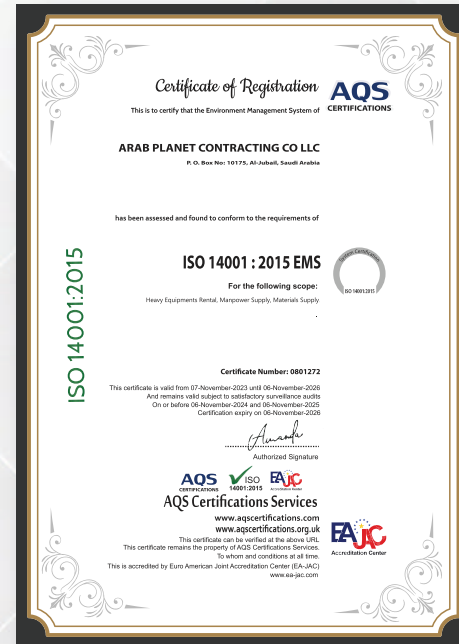 Certificate of Registration
AQS
CERTIFICATIONS
This is to certify that the Environment Management System of
ARAB PLANET CONTRACTING CO LLC
P. O. Box No: 10175, Al-Jubail, Saudi Arabia
has been assessed and found to conform to the requirements of
ISO 14001:2015
ISO 14001 : 2015 EMS
System Certification
ISO 14001:2015
For the following scope:
Heavy Equipments Rental, Manpower Supply, Materials Supply.
.
Certificate Number: 0801272
This certificate is valid from 07-November-2023 until 06-November-2026
And remains valid subject to satisfactory surveillance audits
On or before 06-November-2024 and 06-November-2025
Certification expiry on 06-November-2026
Amanda
Authorized Signature
AQS
CERTIFICATIONS
ISO
14001:2015
EAJAC
Accreditation Center
AQS Certifications Services
www.aqscertifications.com
www.aqscertifications.org.uk
This certificate can be verified at the above URL
This certificate remains the property of AQS Certifications Services.
To whom and conditions at all time.
This is accredited by Euro American Joint Accreditation Center (EA-JAC)
www.ea-jac.com
EAJAC
Accreditation Center